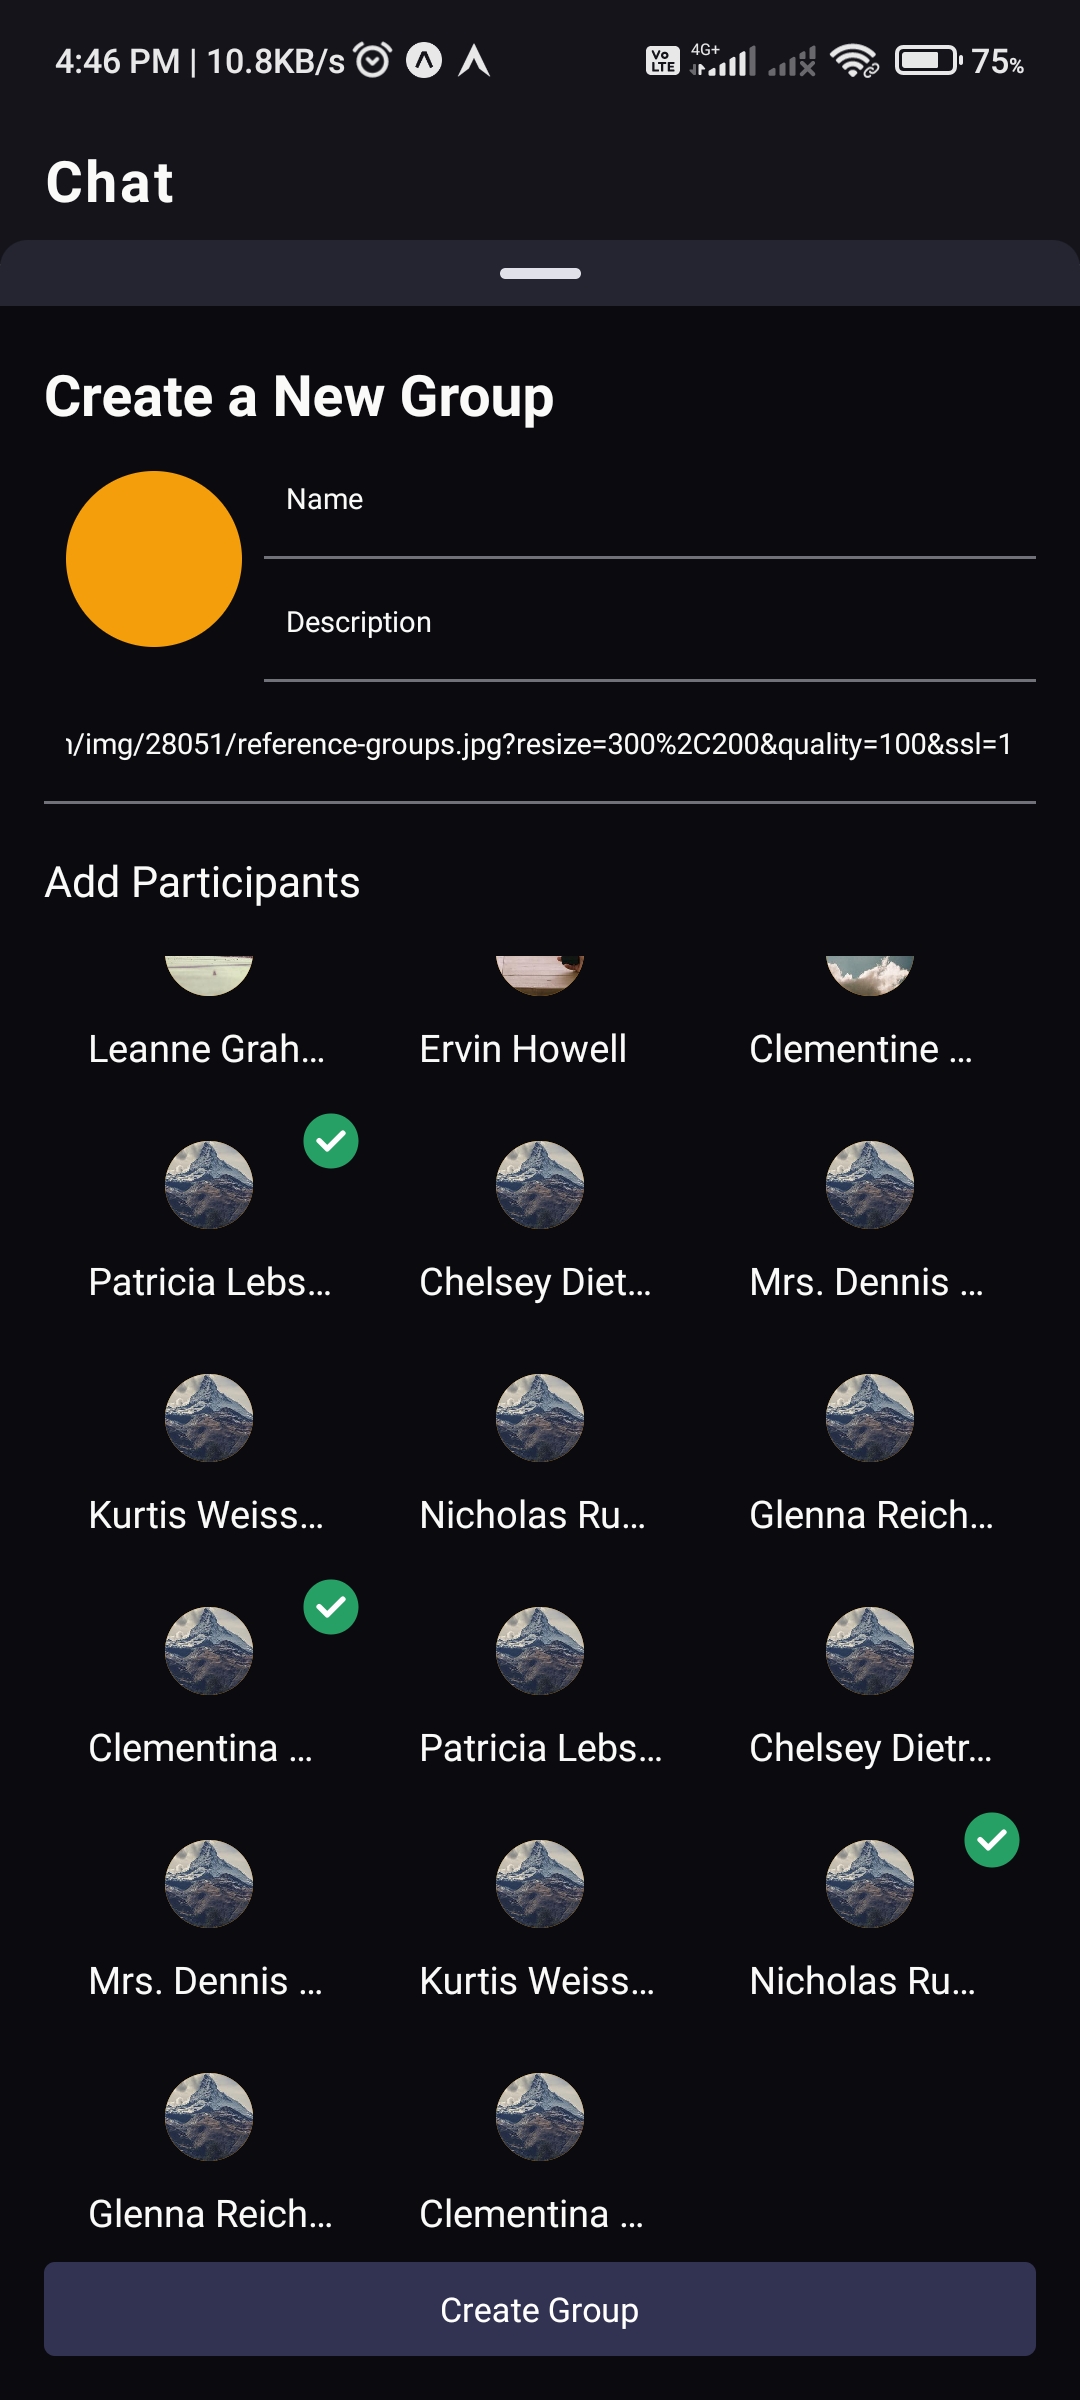 4:46 PM | 10.8KB/s Vo LTE 4G+ 75%
Chat
Create a New Group
Name
Description
/img/28051/reference-groups.jpg?resize=300%2C200&quality=100&ssl=1
Add Participants
Leanne Grah... Ervin Howell Clementine ...
Patricia Lebs... Chelsey Diet... Mrs. Dennis ...
Kurtis Weiss... Nicholas Ru... Glenna Reich...
Clementina ... Patricia Lebs... Chelsey Dietr...
Mrs. Dennis ... Kurtis Weiss... Nicholas Ru...
Glenna Reich... Clementina ...
Create Group